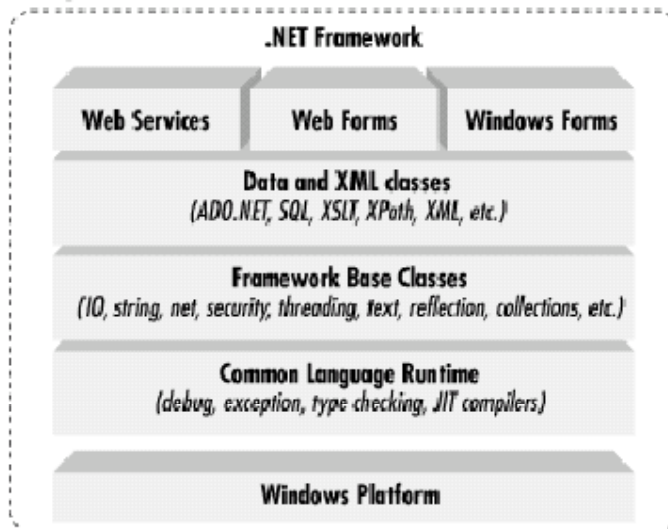 .NET Framework
Web Services
Web Forms
Windows Forms
Data and XML classes
(ADO.NET, SQL, XSLT, XPath, XML, etc.)
Framework Base Classes
(IO, string, net, security, threading, text, reflection, collections, etc.)
Common Language Runtime
(debug, exception, type checking, JIT compilers)
Windows Platform